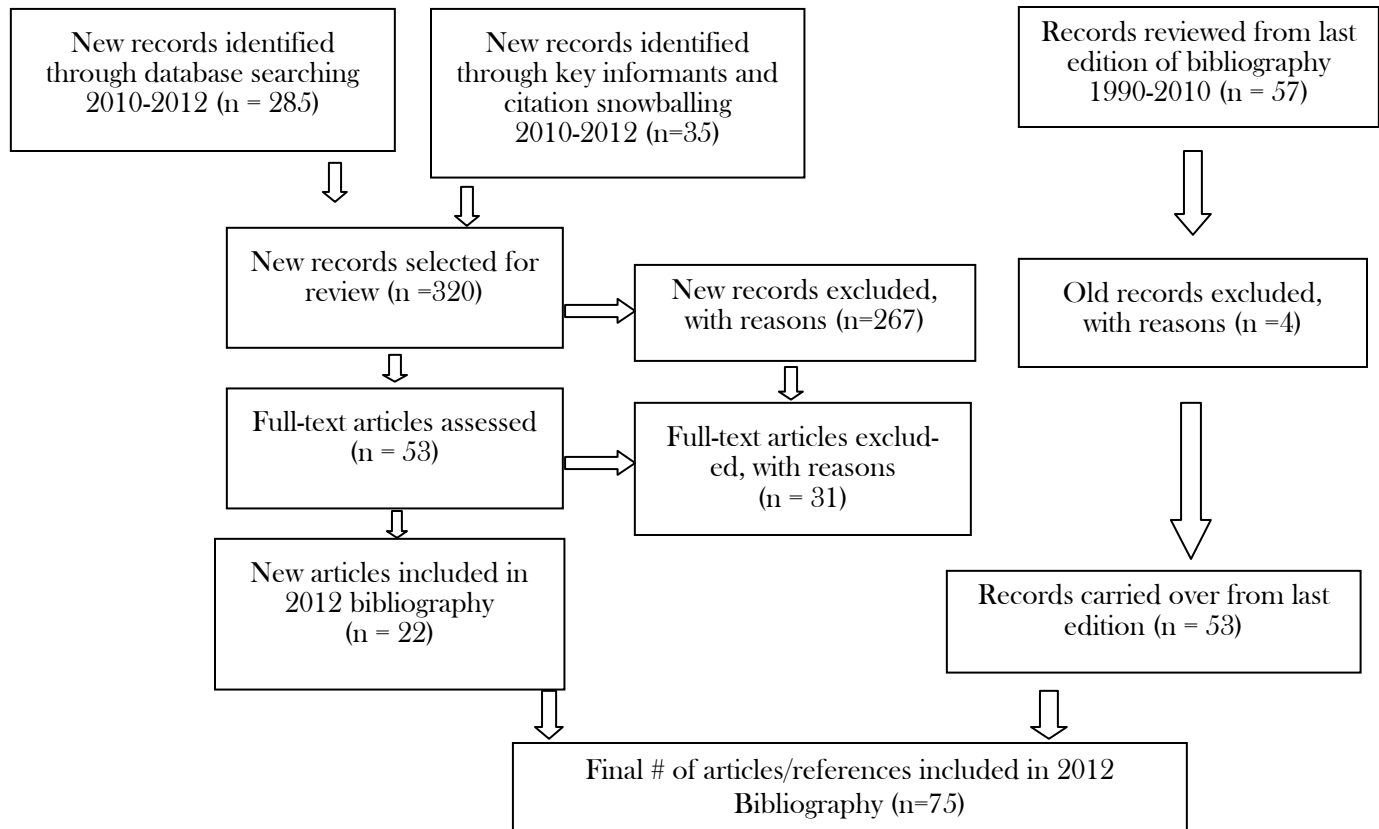 New records identified
through database searching
2010-2012 (n = 285)
New records identified
through key informants and
citation snowballing
2010-2012 (n=35)
Records reviewed from last
edition of bibliography
1990-2010 (n = 57)
New records selected for
review (n =320)
New records excluded,
with reasons (n=267)
Old records excluded,
with reasons (n =4)
Full-text articles assessed
(n = 53)
Full-text articles exclud-
ed, with reasons
(n = 31)
New articles included in
2012 bibliography
(n = 22)
Records carried over from last
edition (n = 53)
Final # of articles/references included in 2012
Bibliography (n=75)